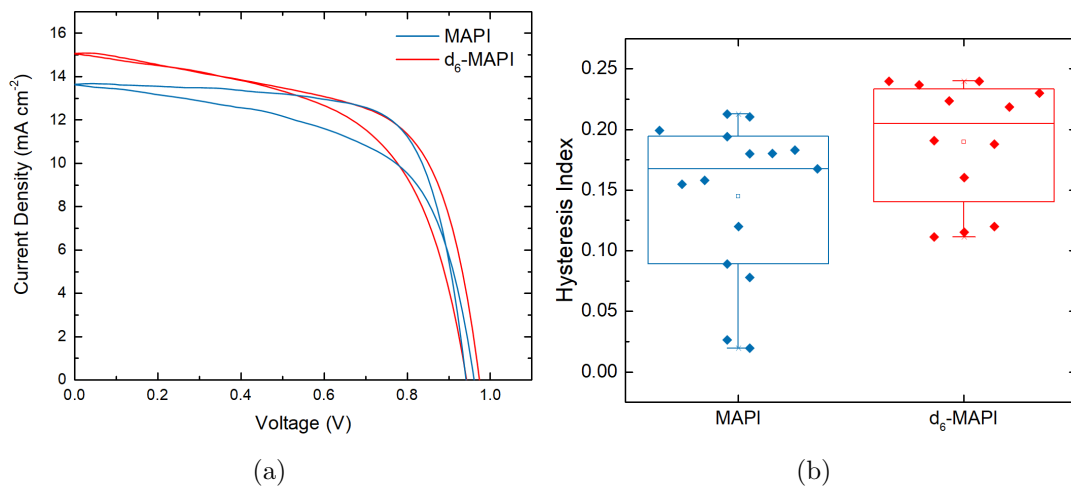 16
14
12
10
8
6
4
2
0
Current Density (mA cm⁻²)
MAPI
d₆-MAPI
0.0
0.2
0.4
0.6
0.8
1.0
Voltage (V)
(a)
0.25
0.20
0.15
0.10
0.05
0.00
Hysteresis Index
MAPI
d₆-MAPI
(b)